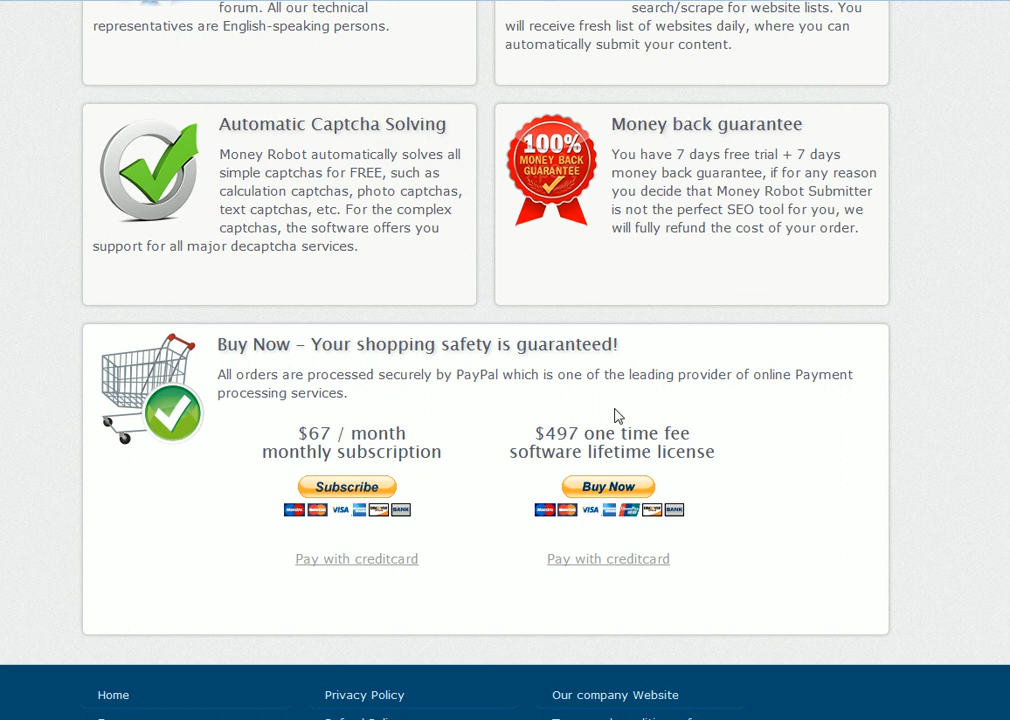 forum. All our technical
representatives are English-speaking persons.
search/scrape for website lists. You
will receive fresh list of websites daily, where you can
automatically submit your content.
Automatic Captcha Solving
Money Robot automatically solves all
simple captchas for FREE, such as
calculation captchas, photo captchas,
text captchas, etc. For the complex
captchas, the software offers you
support for all major decaptcha services.
100%
MONEY BACK
GUARANTEE
Money back guarantee
You have 7 days free trial + 7 days
money back guarantee, if for any reason
you decide that Money Robot Submitter
is not the perfect SEO tool for you, we
will fully refund the cost of your order.
Buy Now – Your shopping safety is guaranteed!
All orders are processed securely by PayPal which is one of the leading provider of online Payment
processing services.
$67 / month
monthly subscription
Subscribe
VISA
BANK
Pay with creditcard
$497 one time fee
software lifetime license
Buy Now
VISA
BANK
Pay with creditcard
Home
Privacy Policy
Our company Website